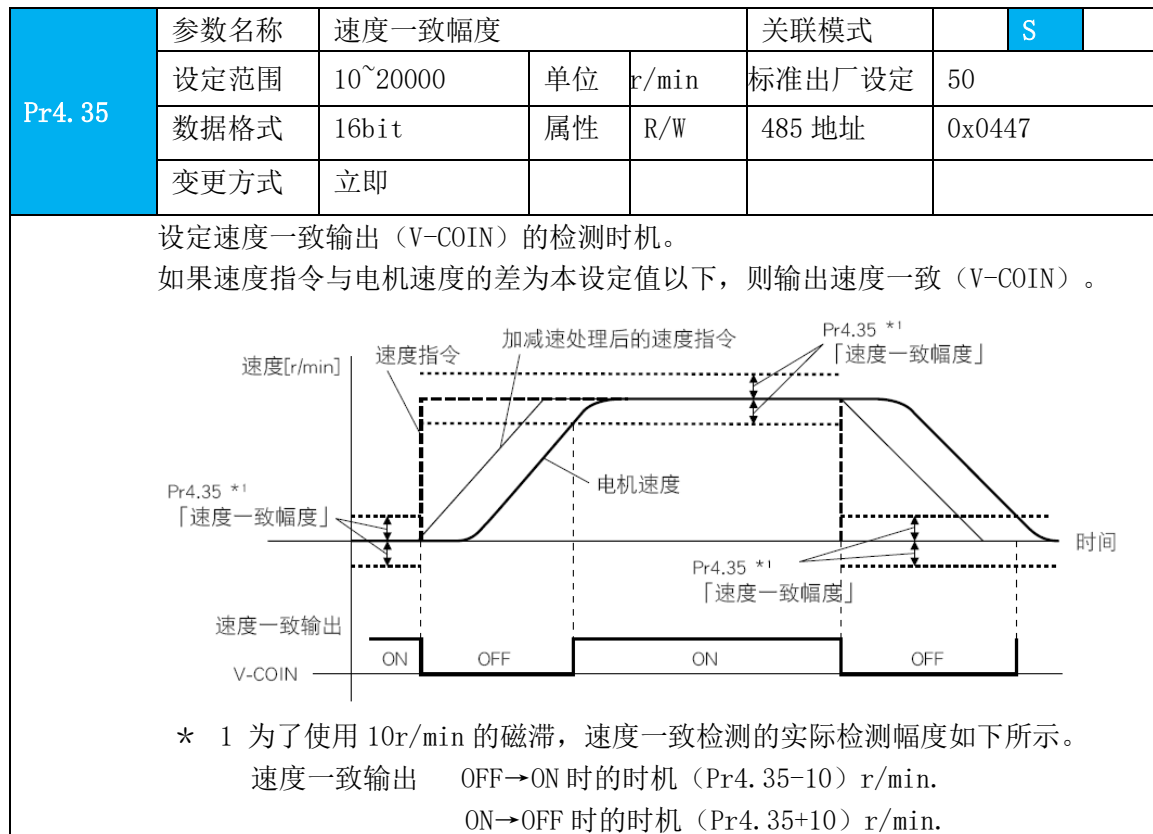 参数名称 速度一致幅度 关联模式 S
设定范围 10~20000 单位 r/min 标准出厂设定 50
Pr4.35
数据格式 16bit 属性 R/W 485 地址 0x0447
变更方式 立即
设定速度一致输出（V-COIN）的检测时机。
如果速度指令与电机速度的差为本设定值以下，则输出速度一致（V-COIN）。
速度[r/min]
速度指令
加减速处理后的速度指令
Pr4.35 *1
「速度一致幅度」
电机速度
Pr4.35 *1
「速度一致幅度」
时间
Pr4.35 *1
「速度一致幅度」
速度一致输出
V-COIN
ON OFF ON OFF
* 1 为了使用 10r/min 的磁滞，速度一致检测的实际检测幅度如下所示。
速度一致输出 OFF→ON 时的时机（Pr4.35-10）r/min.
ON→OFF 时的时机（Pr4.35+10）r/min.